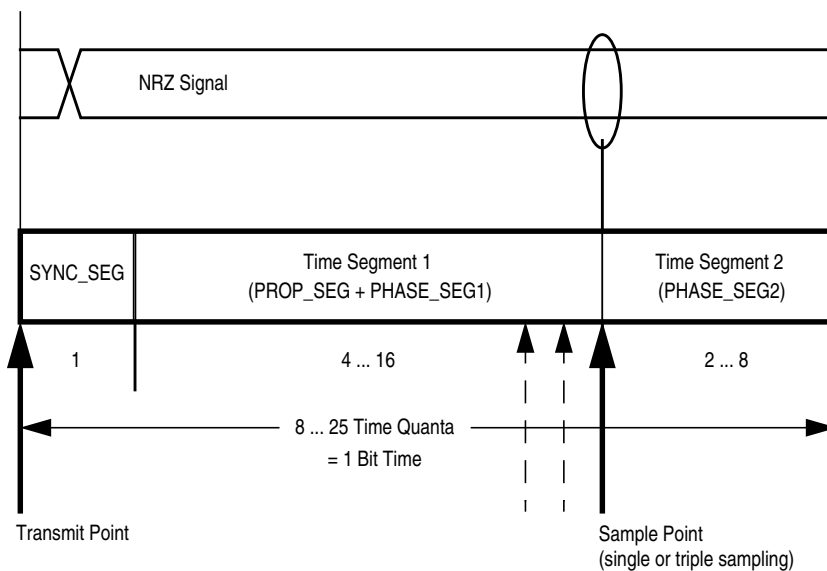 NRZ Signal
SYNC_SEG
Time Segment 1
(PROP_SEG + PHASE_SEG1)
Time Segment 2
(PHASE_SEG2)
1
4 ... 16
2 ... 8
8 ... 25 Time Quanta
= 1 Bit Time
Transmit Point
Sample Point
(single or triple sampling)